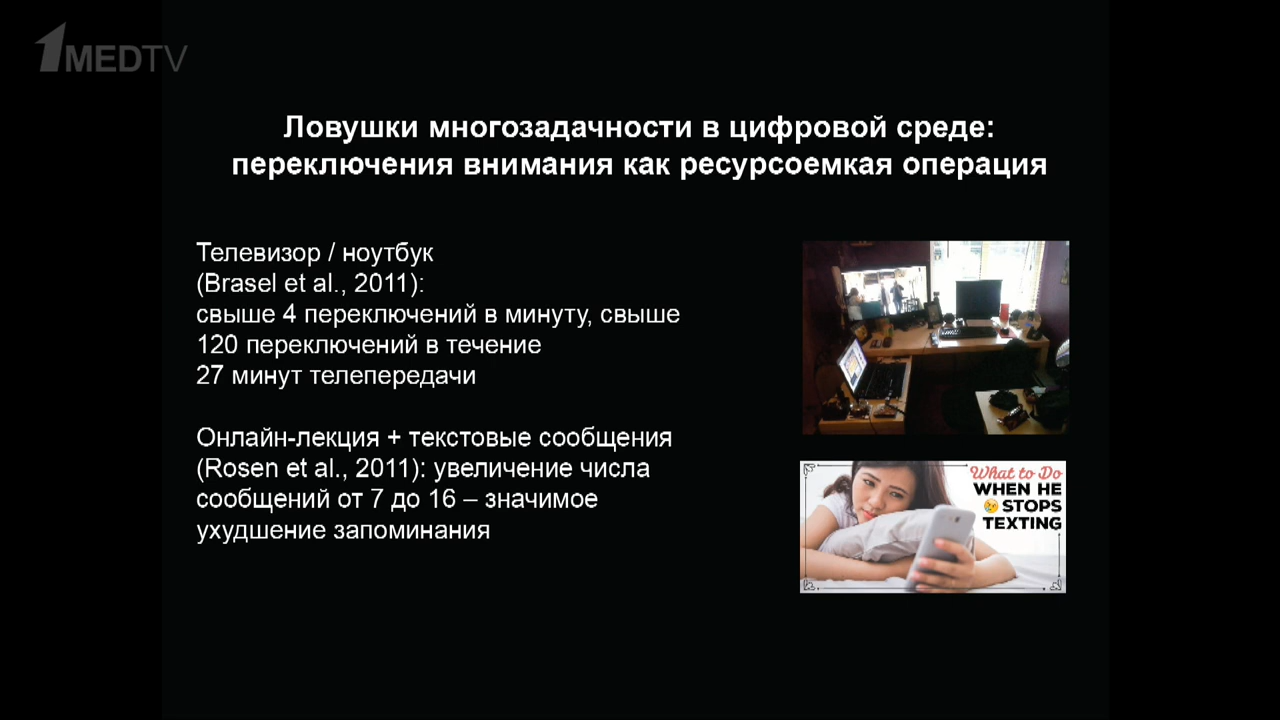 1MEDTV
Ловушки многозадачности в цифровой среде:
переключения внимания как ресурсоемкая операция
Телевизор / ноутбук
(Brasel et al., 2011):
свыше 4 переключений в минуту, свыше
120 переключений в течение
27 минут телепередачи
Онлайн-лекция + текстовые сообщения
(Rosen et al., 2011): увеличение числа
сообщений от 7 до 16 – значимое
ухудшение запоминания
What to Do
WHEN HE
STOPS
TEXTING